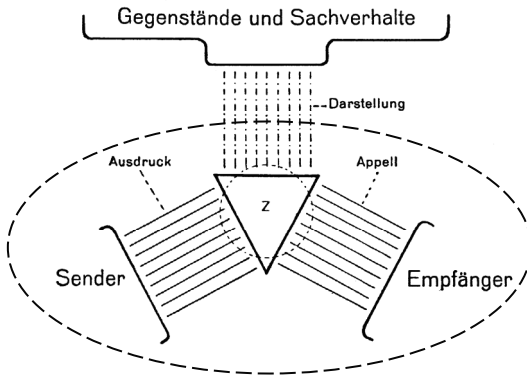 Gegenstände und Sachverhalte
Darstellung
Ausdruck
Appell
Z
Sender
Empfänger